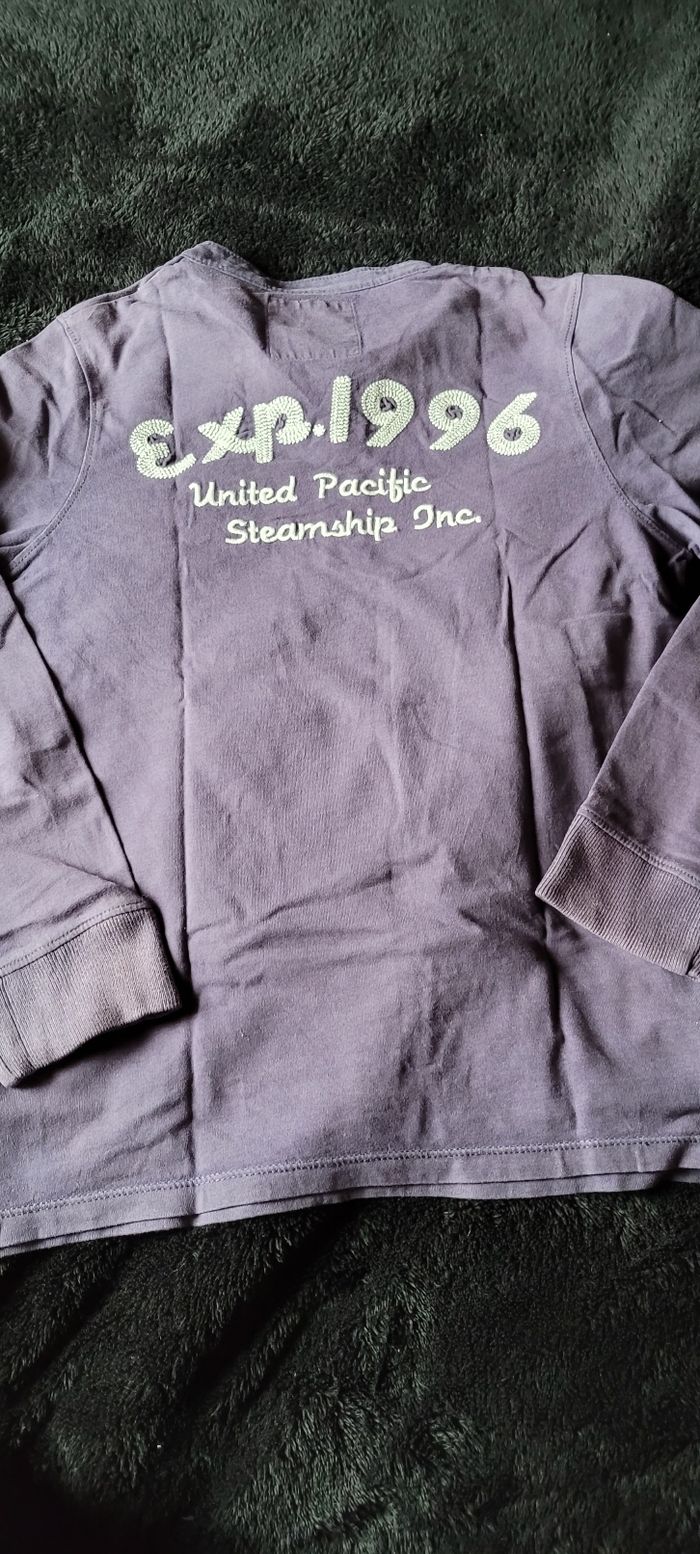 Exp.1996
United Pacific
Steamship Inc.